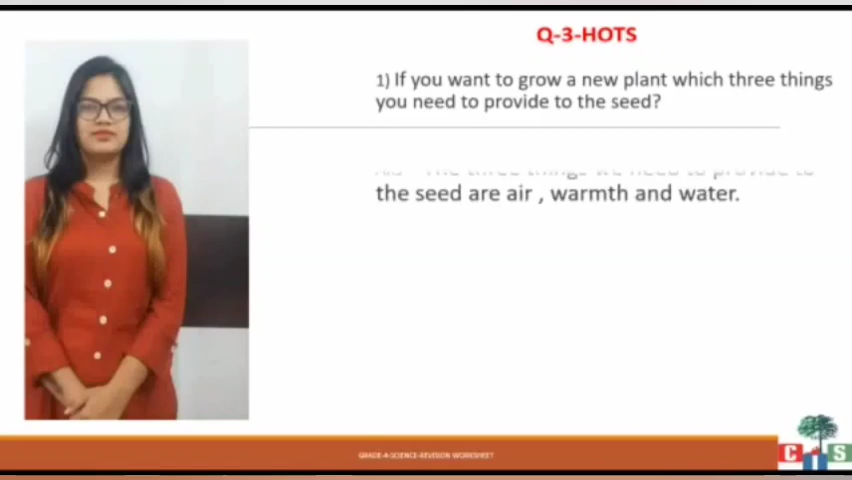 Q-3-HOTS
1) If you want to grow a new plant which three things
you need to provide to the seed?
the seed are air , warmth and water.
GRADE-4-SCIENCE-REVISION WORKSHEET
C I S